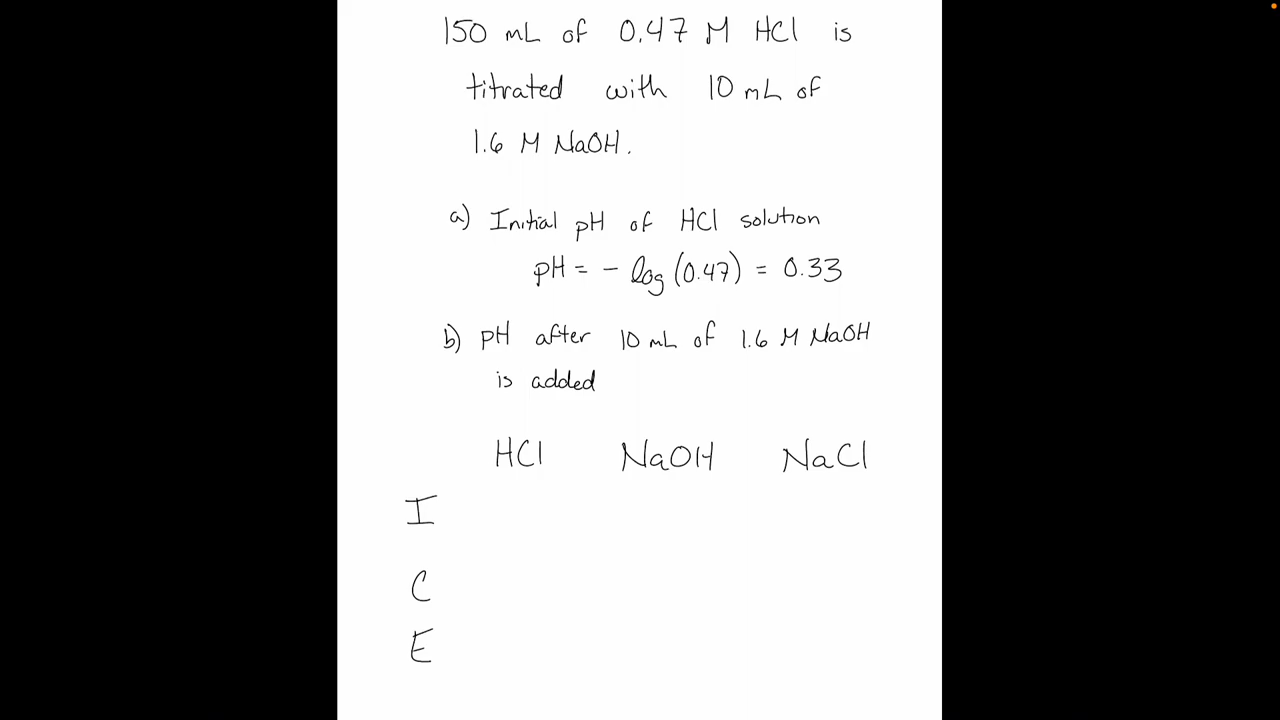 150 mL of 0.47 M HCl is
titrated with 10 mL of
1.6 M NaOH.
a) Initial pH of HCl solution
pH = - log (0.47) = 0.33
b) pH after 10 mL of 1.6 M NaOH
is added
HCl NaOH NaCl
I
C
E